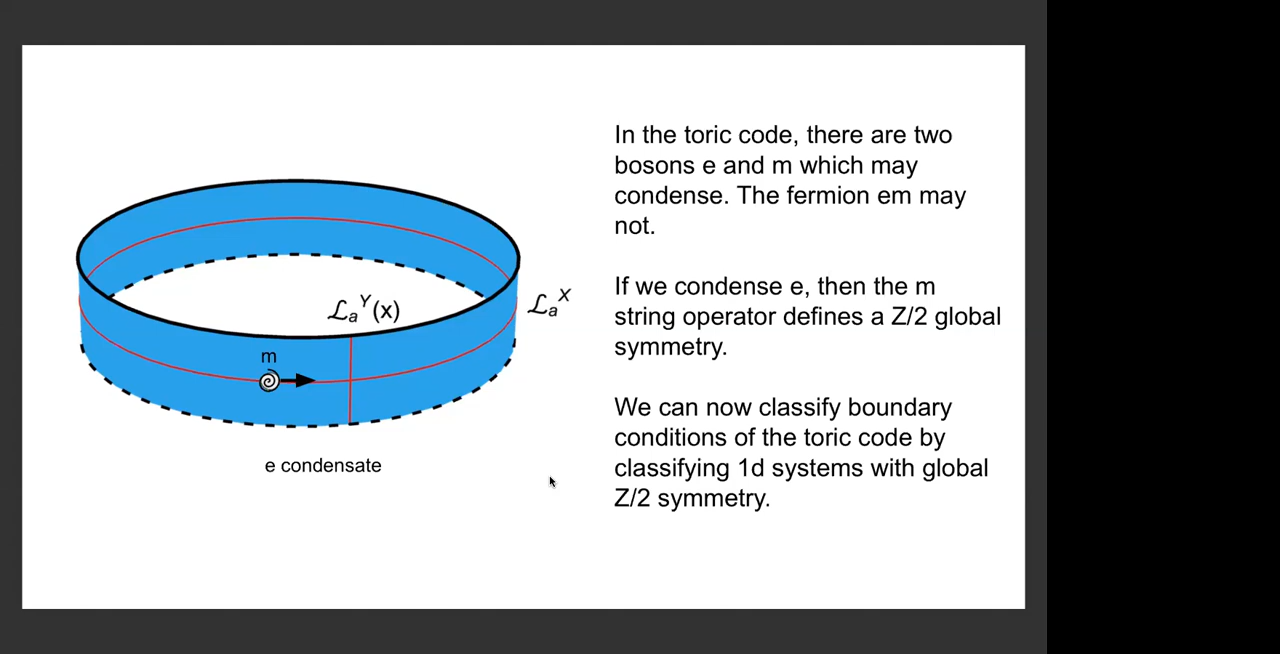 In the toric code, there are two
bosons e and m which may
condense. The fermion em may
not.
If we condense e, then the m
string operator defines a Z/2 global
symmetry.
We can now classify boundary
conditions of the toric code by
classifying 1d systems with global
Z/2 symmetry.
ℒₐʸ(x)
ℒₐˣ
m
e condensate